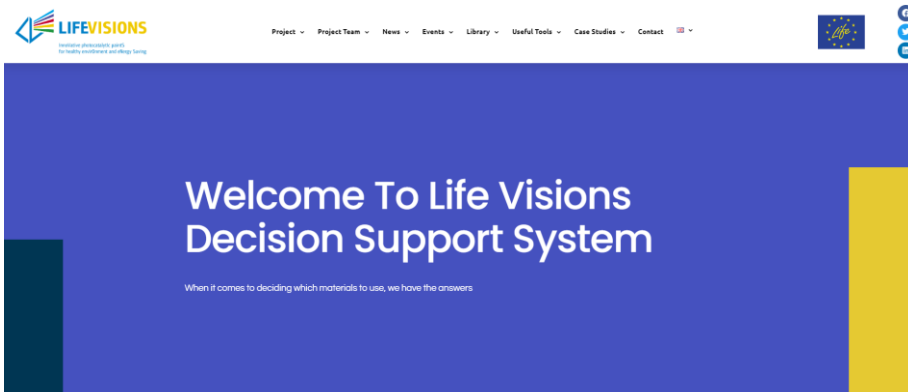 LIFEVISIONS
innovative photocatalytic paintS
for healthy envirOnment and eNergy Saving
Project
Project Team
News
Events
Library
Useful Tools
Case Studies
Contact
Life
Welcome To Life Visions
Decision Support System
When it comes to deciding which materials to use, we have the answers